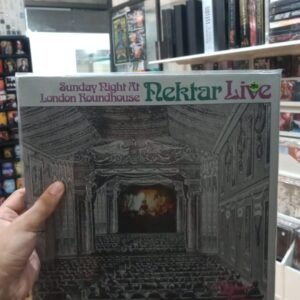 Sunday Night At
London Roundhouse
Nektar Live